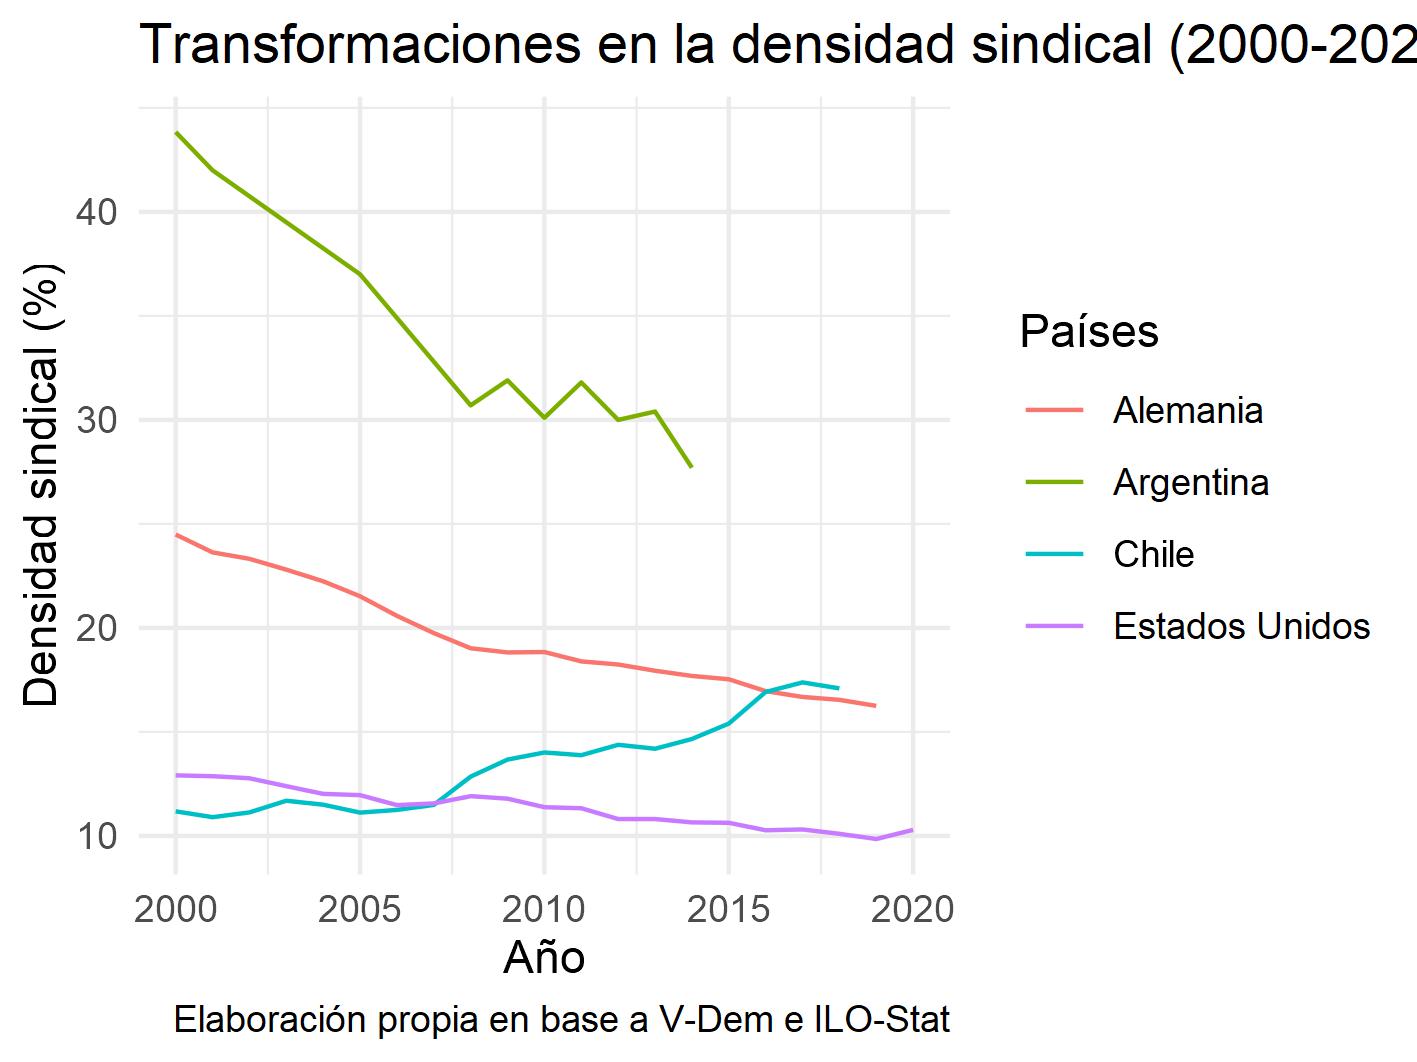 Transformaciones en la densidad sindical (2000-202
Densidad sindical (%)
40
30
20
10
2000 2005 2010 2015 2020
Año
Países
Alemania
Argentina
Chile
Estados Unidos
Elaboración propia en base a V-Dem e ILO-Stat